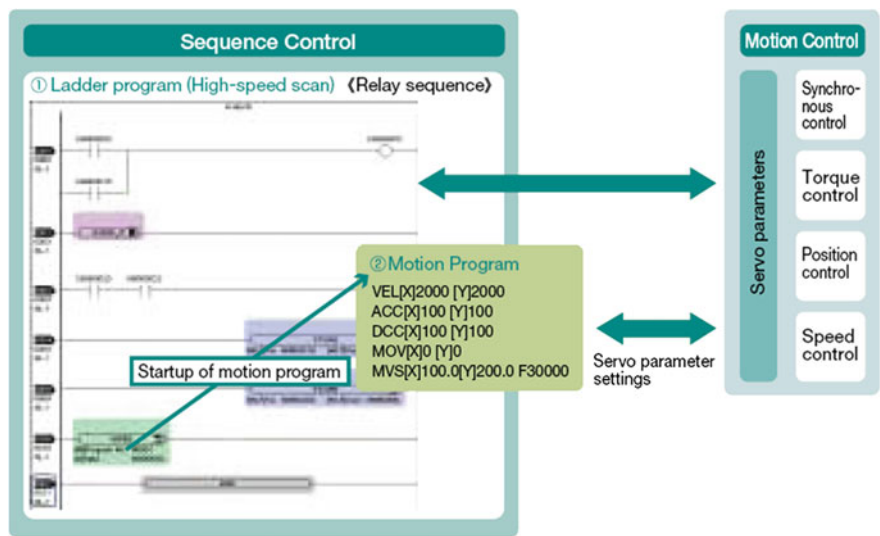 Sequence Control
① Ladder program (High-speed scan) 《Relay sequence》
Startup of motion program
②Motion Program
VEL[X]2000 [Y]2000
ACC[X]100 [Y]100
DCC[X]100 [Y]100
MOV[X]0 [Y]0
MVS[X]100.0[Y]200.0 F30000
Servo parameter
settings
Motion Control
Servo parameters
Synchro-
nous
control
Torque
control
Position
control
Speed
control